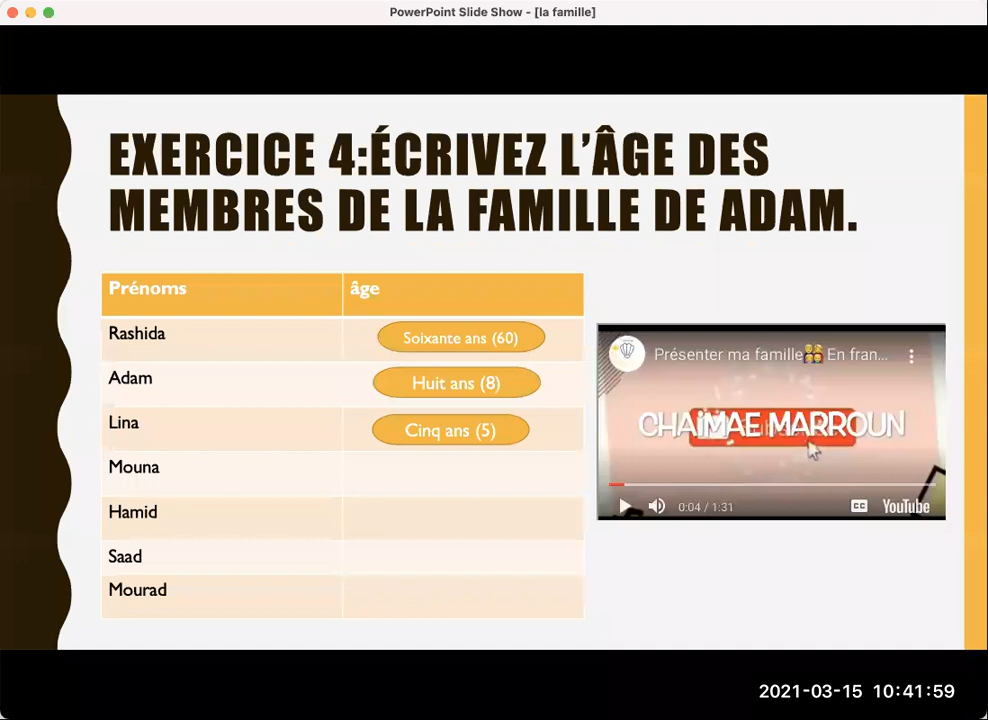 PowerPoint Slide Show - [la famille]
EXERCICE 4:ÉCRIVEZ L'ÂGE DES
MEMBRES DE LA FAMILLE DE ADAM.
Prénoms âge
Rashida Soixante ans (60)
Adam Huit ans (8)
Lina Cinq ans (5)
Mouna
Hamid
Saad
Mourad
Présenter ma famille👨‍👩‍👧‍👦 En fran...
CHAIMAE MARROUN
0:04 / 1:31 CC YouTube
2021-03-15 10:41:59